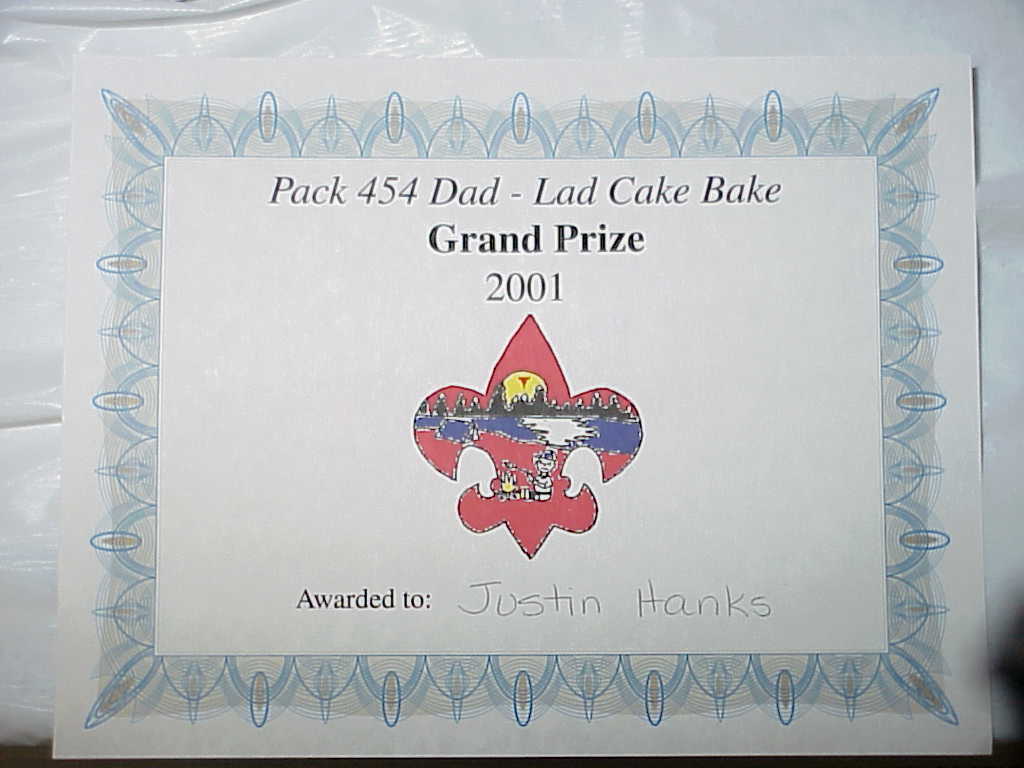 Pack 454 Dad - Lad Cake Bake
Grand Prize
2001
Awarded to: Justin Hanks